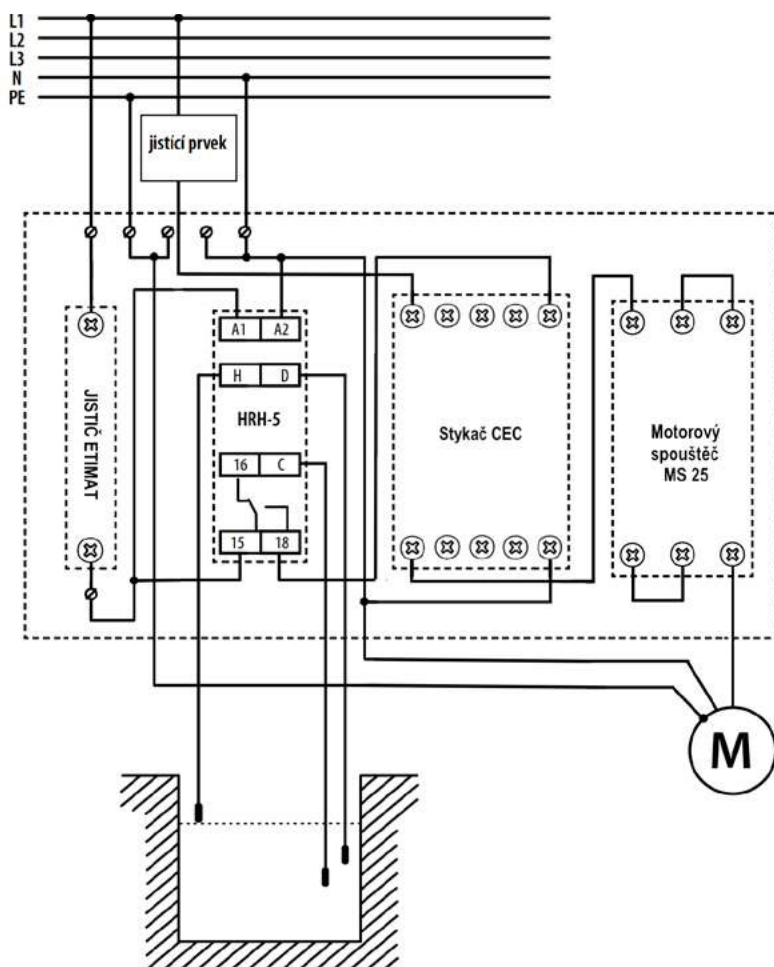 L1
L2
L3
N
PE
jistící prvek
A1 A2
H D
HRH-5
16 C
15 18
JISTIČ ETIMAT
Stykač CEC
Motorový
spouštěč
MS 25
M